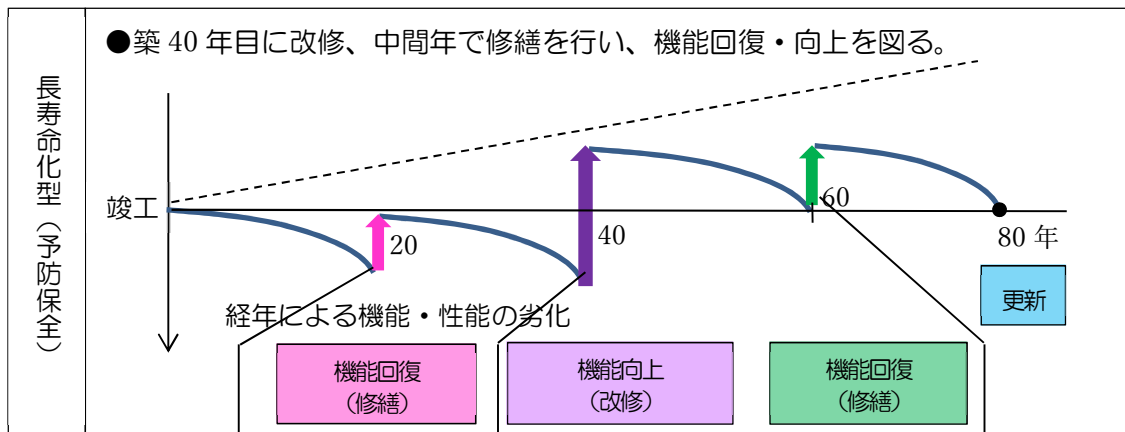 長寿命化型（予防保全）
●築 40 年目に改修、中間年で修繕を行い、機能回復・向上を図る。
竣工
20
40
60
80 年
更新
経年による機能・性能の劣化
機能回復
（修繕）
機能向上
（改修）
機能回復
（修繕）